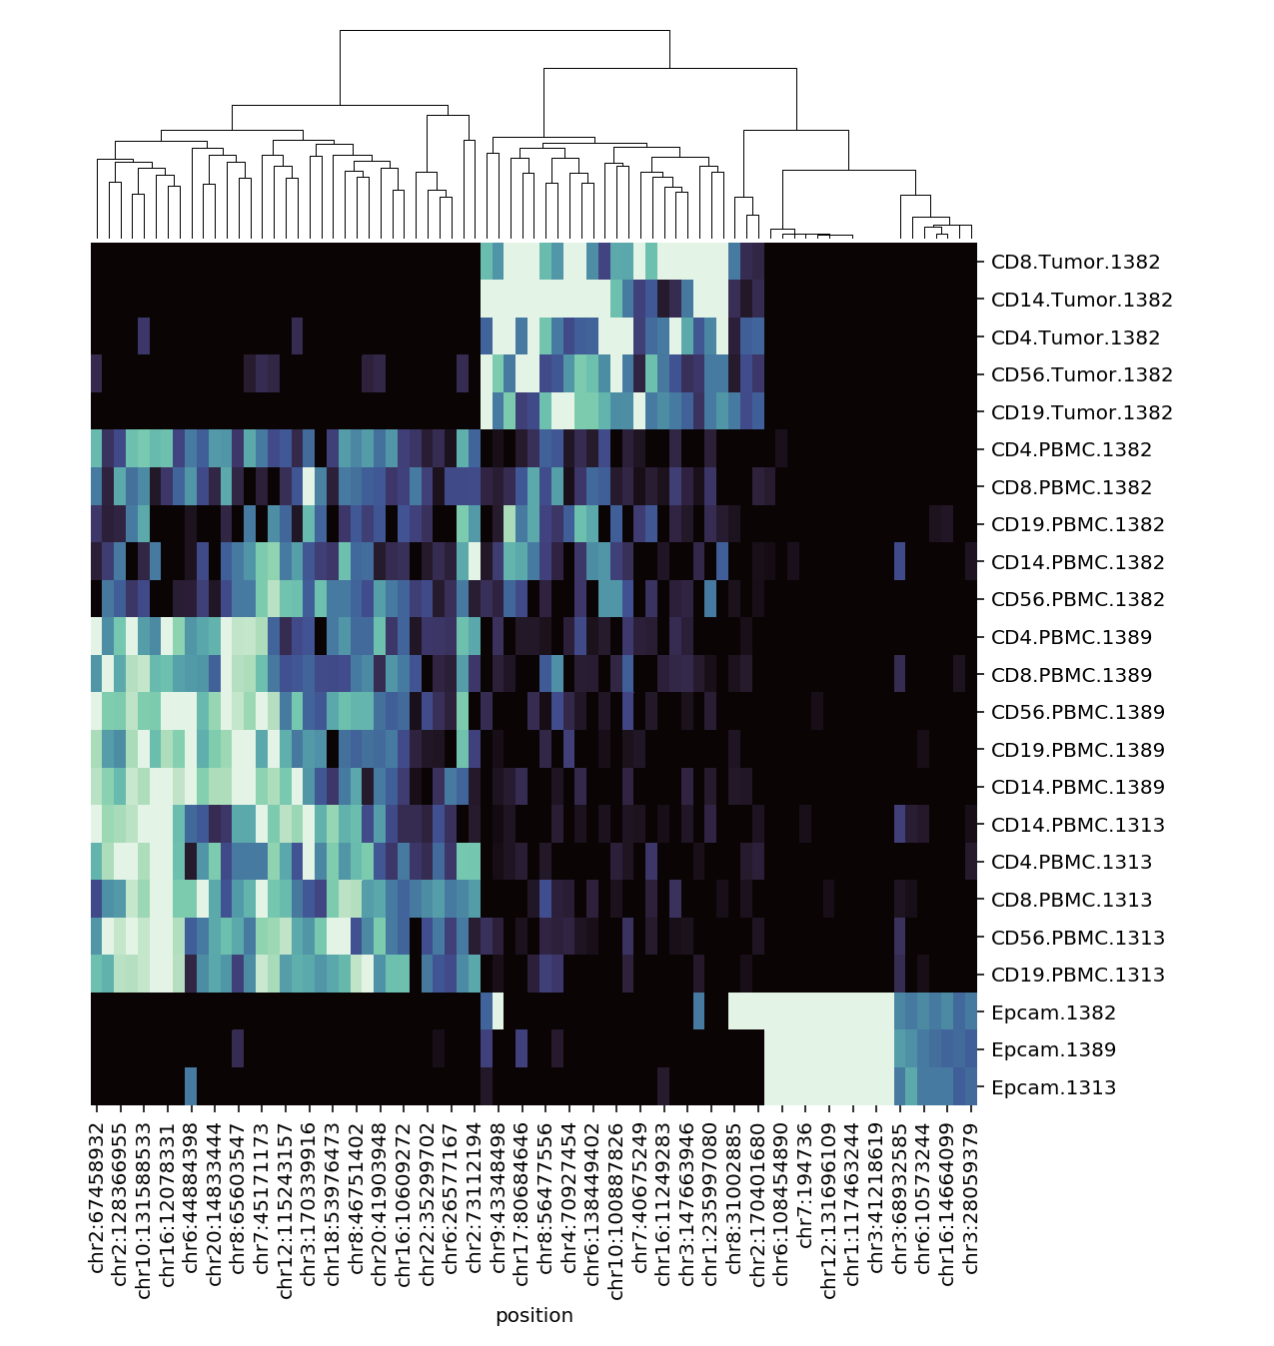 CD8.Tumor.1382
CD14.Tumor.1382
CD4.Tumor.1382
CD56.Tumor.1382
CD19.Tumor.1382
CD4.PBMC.1382
CD8.PBMC.1382
CD19.PBMC.1382
CD14.PBMC.1382
CD56.PBMC.1382
CD4.PBMC.1389
CD8.PBMC.1389
CD56.PBMC.1389
CD19.PBMC.1389
CD14.PBMC.1389
CD14.PBMC.1313
CD4.PBMC.1313
CD8.PBMC.1313
CD56.PBMC.1313
CD19.PBMC.1313
Epcam.1382
Epcam.1389
Epcam.1313
chr2:67458932
chr2:128366955
chr10:131588533
chr16:12078331
chr6:44884398
chr20:14833444
chr8:65603547
chr7:45171173
chr12:115243157
chr3:170339916
chr18:53976473
chr8:46751402
chr20:41903948
chr16:10609272
chr22:35299702
chr6:26577167
chr2:73112194
chr9:43348498
chr17:80684646
chr8:56477556
chr4:70927454
chr6:138449402
chr10:100887826
chr7:40675249
chr16:11249283
chr3:147663946
chr1:235997080
chr8:31002885
chr2:170401680
chr6:108454890
chr7:194736
chr12:131696109
chr1:117463244
chr3:41218619
chr3:68932585
chr6:10573244
chr16:14664099
chr3:28059379
position